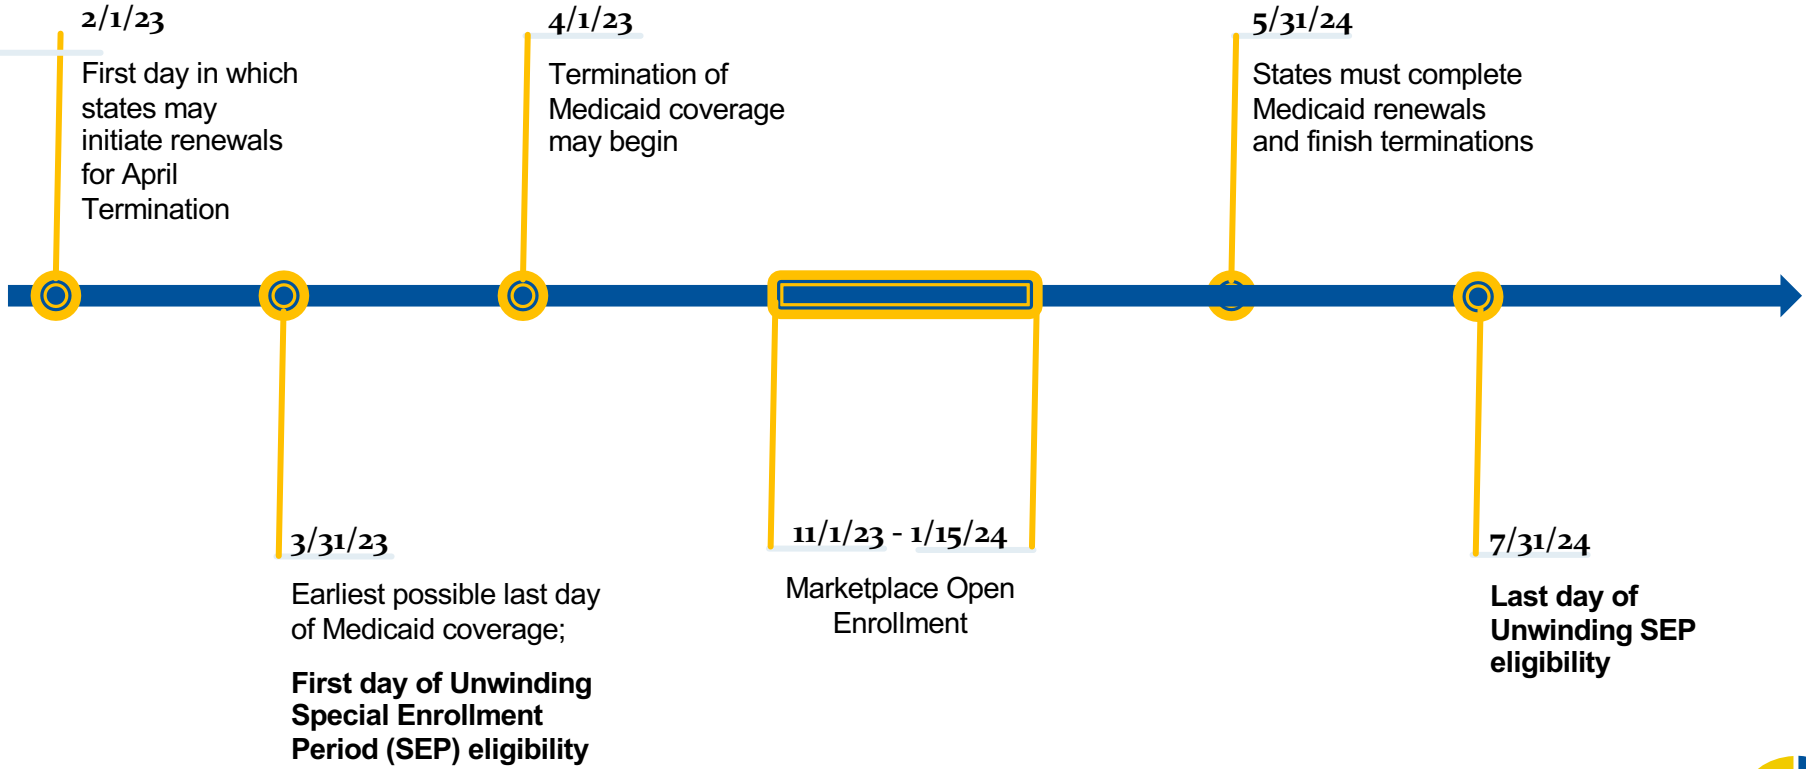 2/1/23
First day in which
states may
initiate renewals
for April
Termination
3/31/23
Earliest possible last day
of Medicaid coverage;
First day of Unwinding
Special Enrollment
Period (SEP) eligibility
4/1/23
Termination of
Medicaid coverage
may begin
11/1/23 - 1/15/24
Marketplace Open
Enrollment
5/31/24
States must complete
Medicaid renewals
and finish terminations
7/31/24
Last day of
Unwinding SEP
eligibility